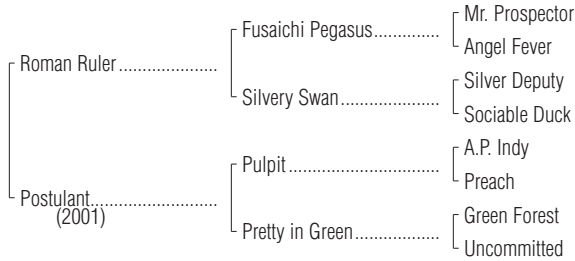 Mr. Prospector
Fusaichi Pegasus
Angel Fever
Roman Ruler
Silver Deputy
Silvery Swan
Sociable Duck
A.P. Indy
Pulpit
Preach
Postulant
(2001)
Green Forest
Pretty in Green
Uncommitted